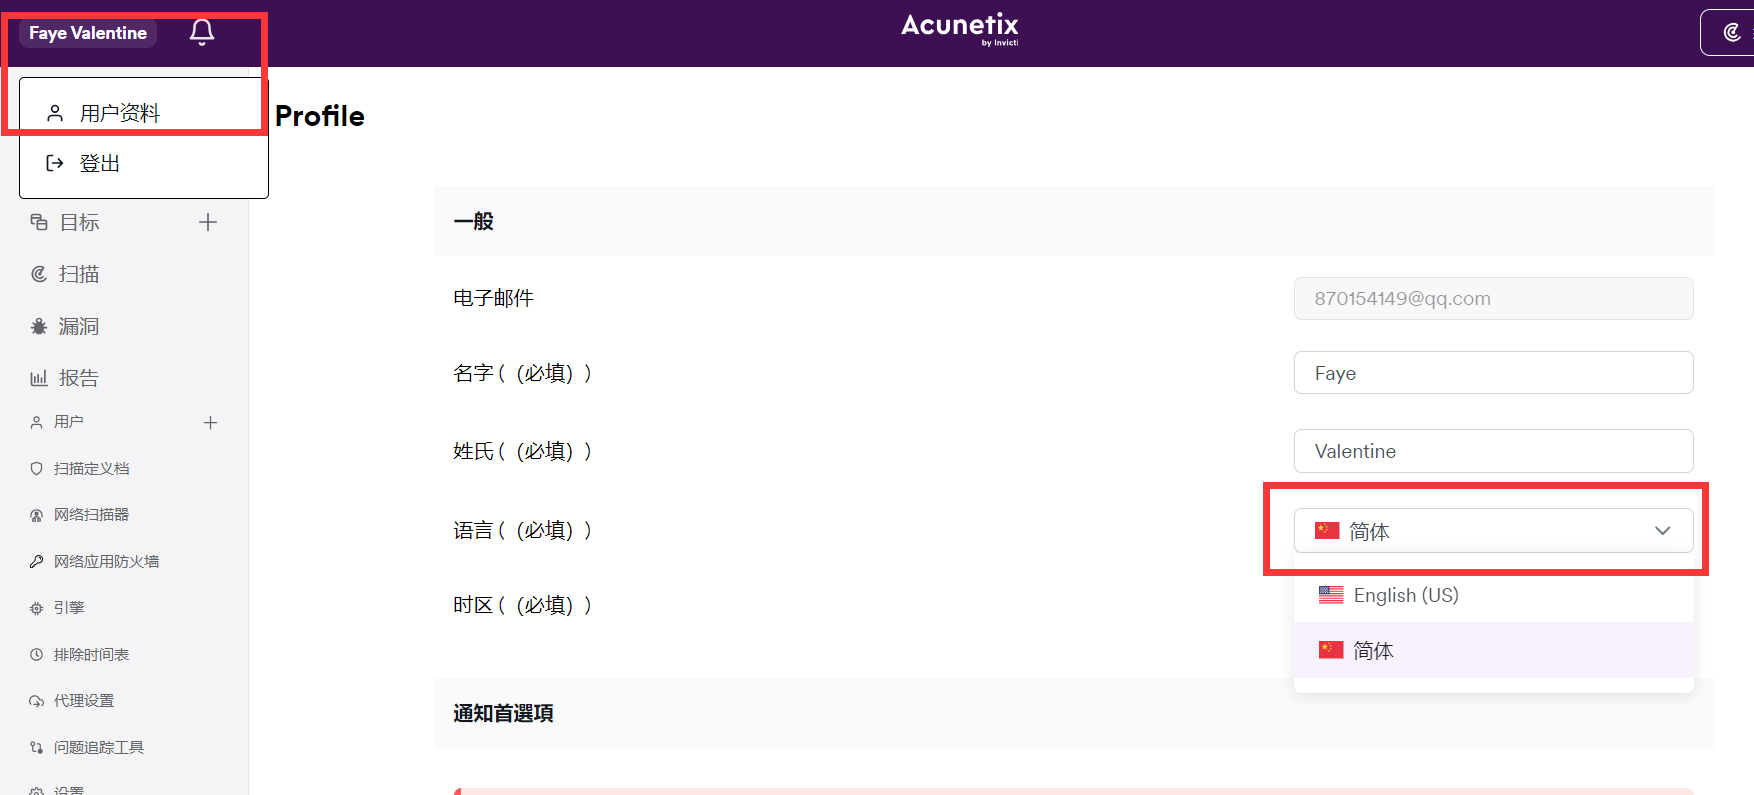 Faye Valentine
Acunetix
by Invicti
用户资料
登出
Profile
目标
扫描
漏洞
报告
用户
扫描定义档
网络扫描器
网络应用防火墙
引擎
排除时间表
代理设置
问题追踪工具
设置
一般
电子邮件
870154149@qq.com
名字 ( (必填) )
Faye
姓氏 ( (必填) )
Valentine
语言 ( (必填) )
简体
English (US)
简体
时区 ( (必填) )
通知首選項